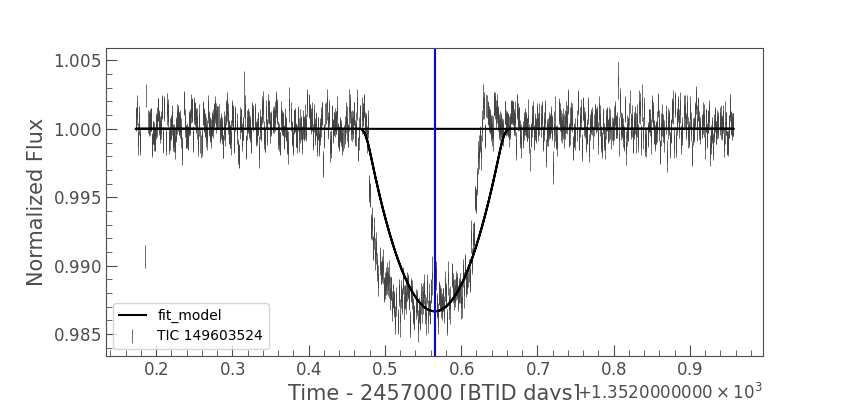 1.005
1.000
0.995
0.990
0.985
Normalized Flux
fit_model
TIC 149603524
0.2 0.3 0.4 0.5 0.6 0.7 0.8 0.9
Time - 2457000 [BTJD days]
+1.3520000000 × 10³